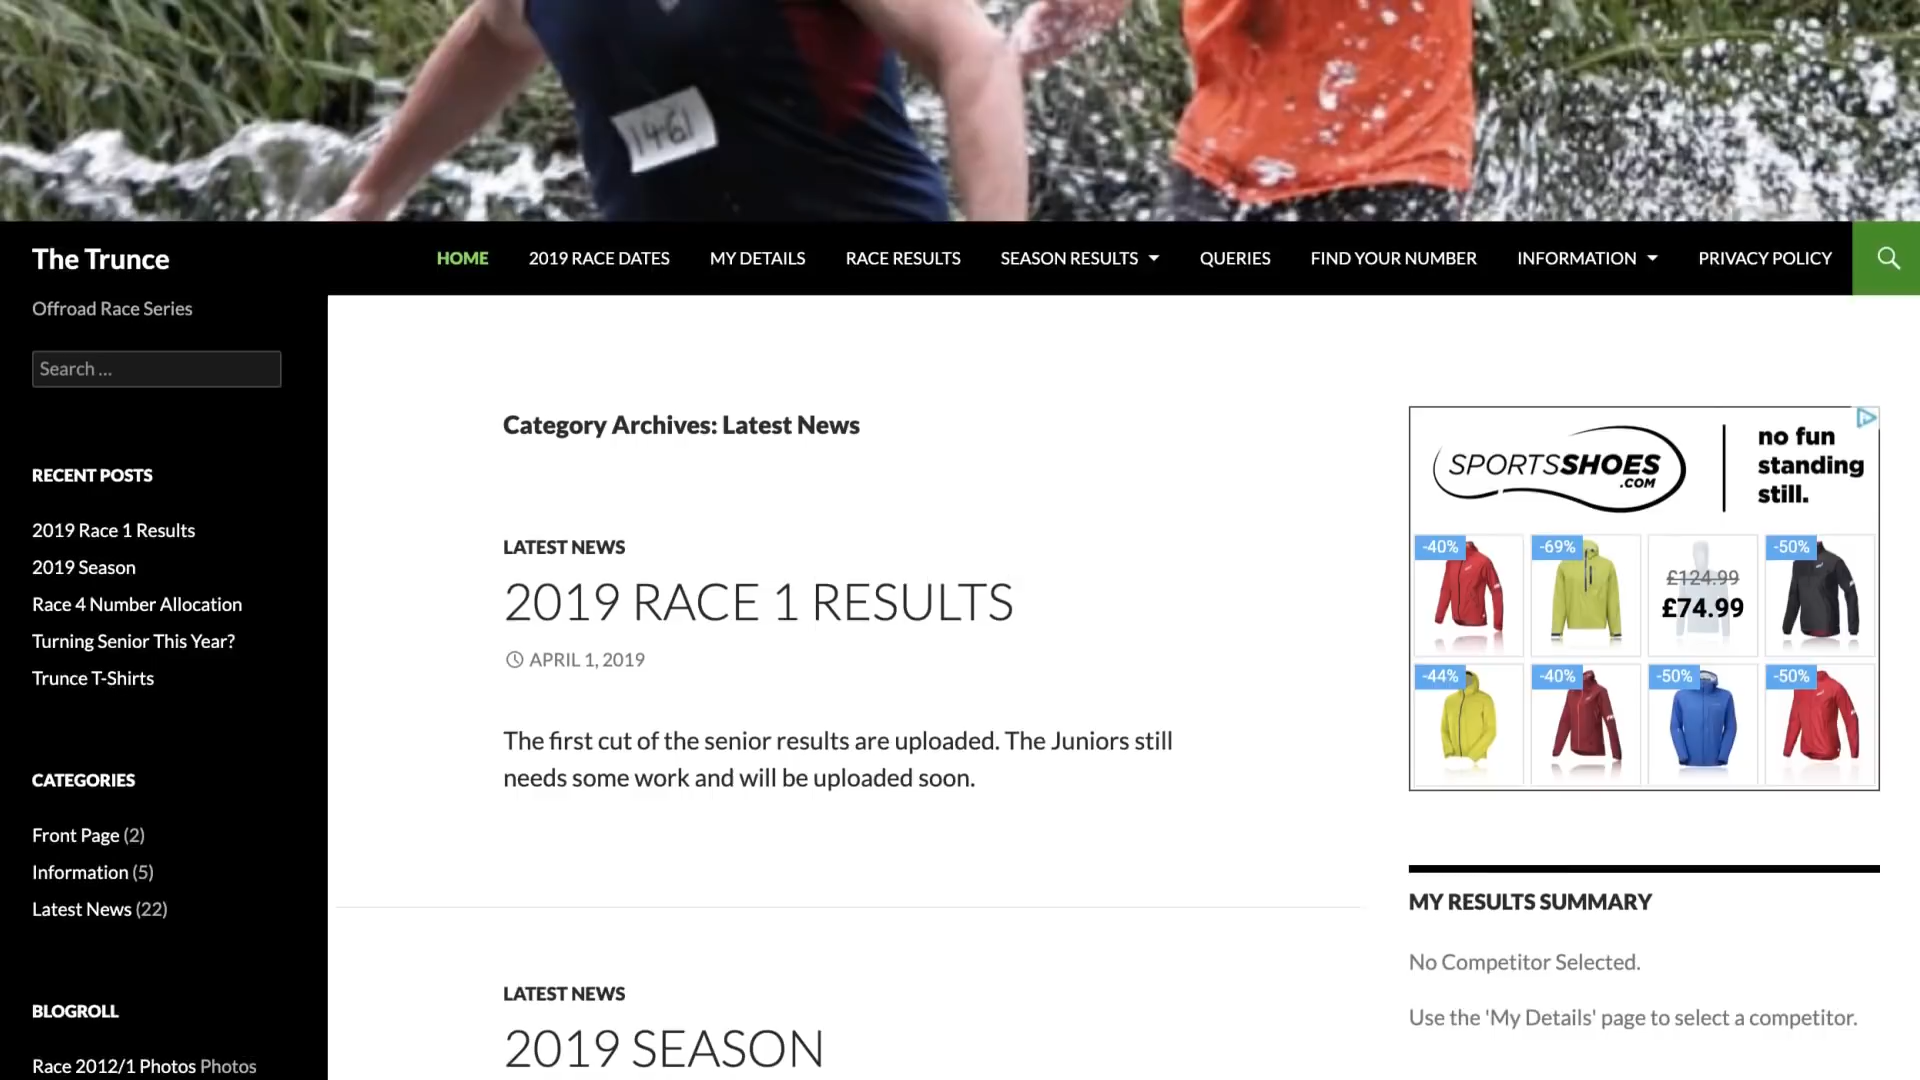 1461
The Trunce
HOME
2019 RACE DATES
MY DETAILS
RACE RESULTS
SEASON RESULTS
QUERIES
FIND YOUR NUMBER
INFORMATION
PRIVACY POLICY
Offroad Race Series
Search ...
RECENT POSTS
2019 Race 1 Results
2019 Season
Race 4 Number Allocation
Turning Senior This Year?
Trunce T-Shirts
CATEGORIES
Front Page (2)
Information (5)
Latest News (22)
BLOGROLL
Race 2012/1 Photos Photos
Category Archives: Latest News
LATEST NEWS
2019 RACE 1 RESULTS
APRIL 1, 2019
The first cut of the senior results are uploaded. The Juniors still
needs some work and will be uploaded soon.
LATEST NEWS
2019 SEASON
SPORTSSHOES
.COM
no fun
standing
still.
-40%
-69%
£124.99
£74.99
-50%
-44%
-40%
-50%
-50%
MY RESULTS SUMMARY
No Competitor Selected.
Use the 'My Details' page to select a competitor.